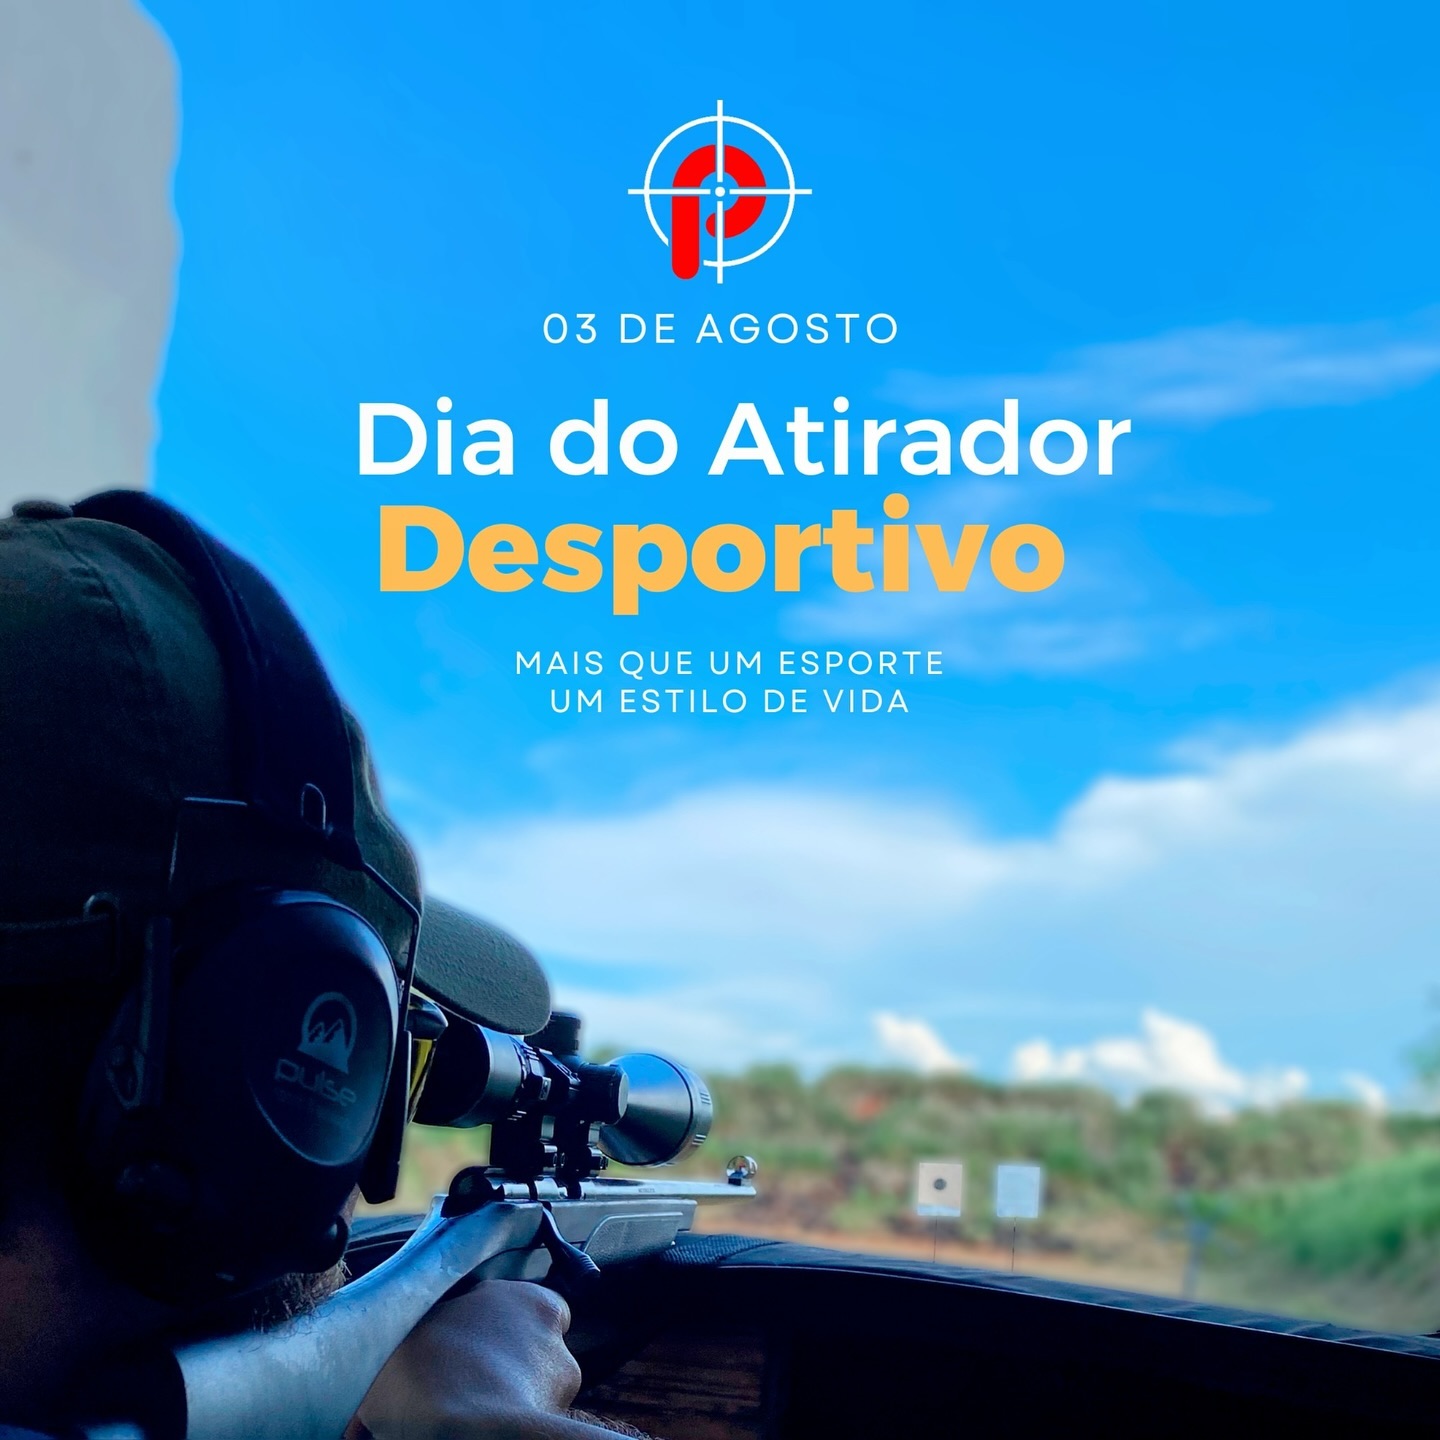 P
03 DE AGOSTO
Dia do Atirador
Desportivo
MAIS QUE UM ESPORTE
UM ESTILO DE VIDA
pulse